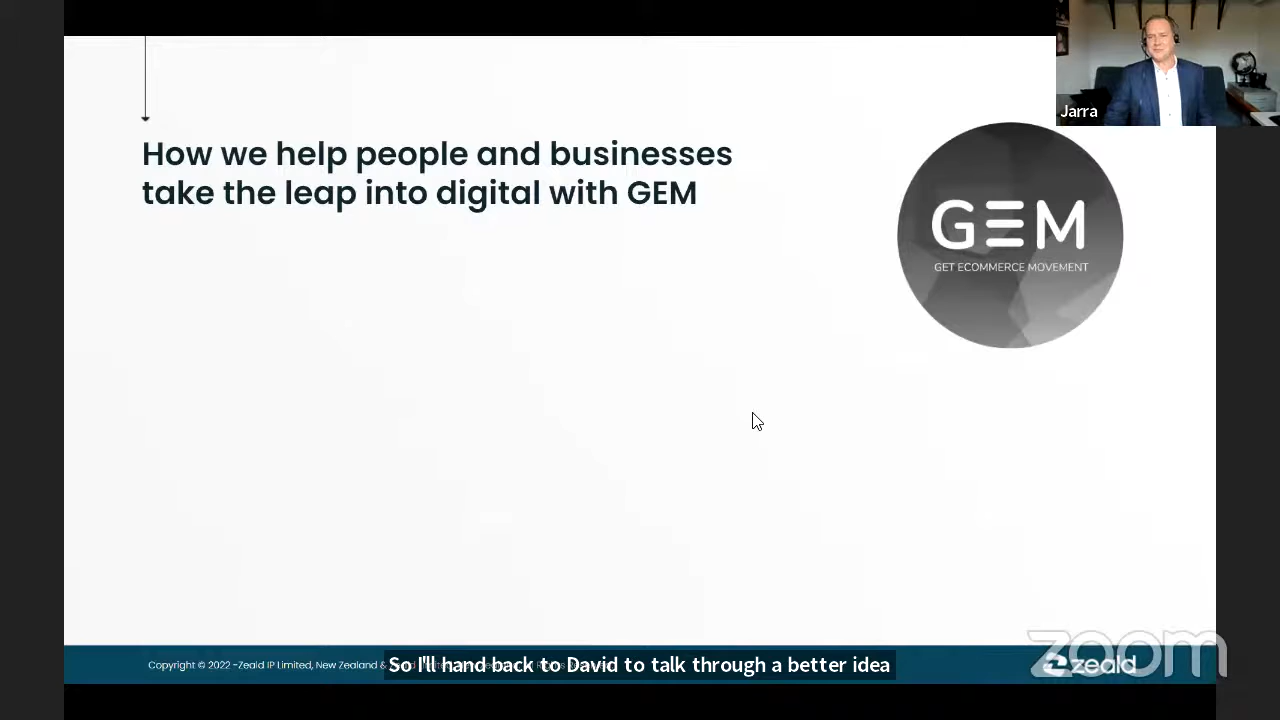 Jarra
How we help people and businesses
take the leap into digital with GEM
GEM
GET ECOMMERCE MOVEMENT
Copyright © 2022 -Zeald IP Limited, New Zealand &
So I'll hand back to David to talk through a better idea
zeald
zoom